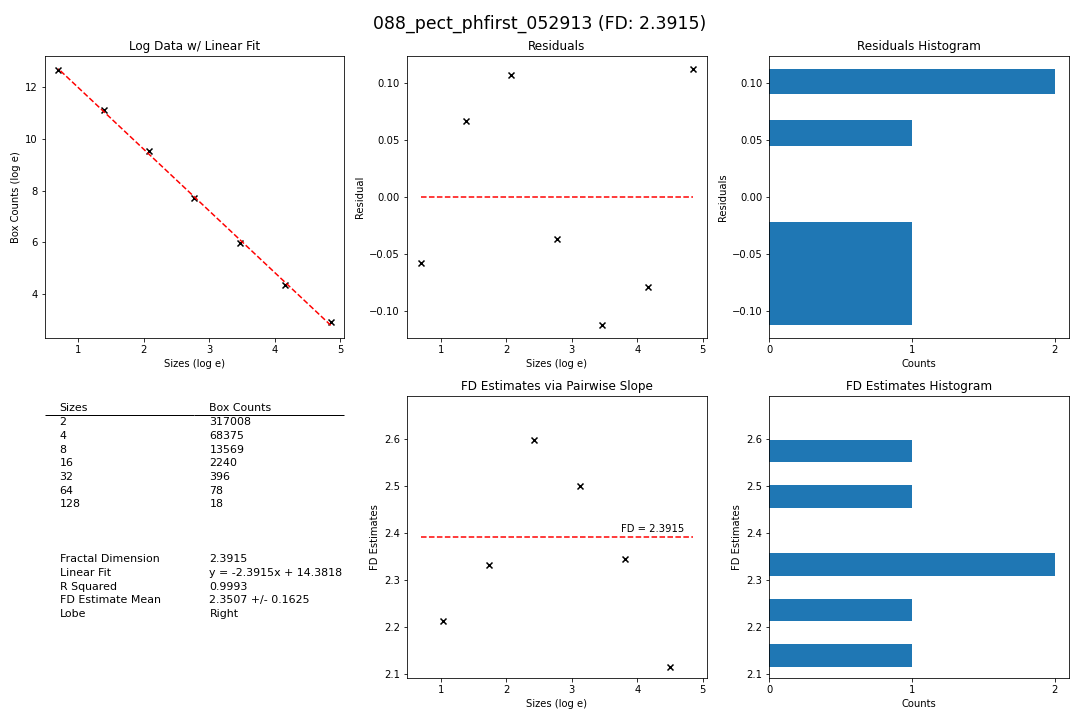 088_pect_phfirst_052913 (FD: 2.3915)
Log Data w/ Linear Fit
Box Counts (log e)
12
10
8
6
4
1 2 3 4 5
Sizes (log e)
Residuals
Residual
0.10
0.05
0.00
−0.05
−0.10
1 2 3 4 5
Sizes (log e)
Residuals Histogram
Residuals
0.10
0.05
0.00
−0.05
−0.10
0 1 2
Counts
Sizes Box Counts
2 317008
4 68375
8 13569
16 2240
32 396
64 78
128 18
Fractal Dimension 2.3915
Linear Fit y = -2.3915x + 14.3818
R Squared 0.9993
FD Estimate Mean 2.3507 +/- 0.1625
Lobe Right
FD Estimates via Pairwise Slope
FD Estimates
2.6
2.5
2.4
2.3
2.2
2.1
FD = 2.3915
1 2 3 4 5
Sizes (log e)
FD Estimates Histogram
FD Estimates
2.6
2.5
2.4
2.3
2.2
2.1
0 1 2
Counts